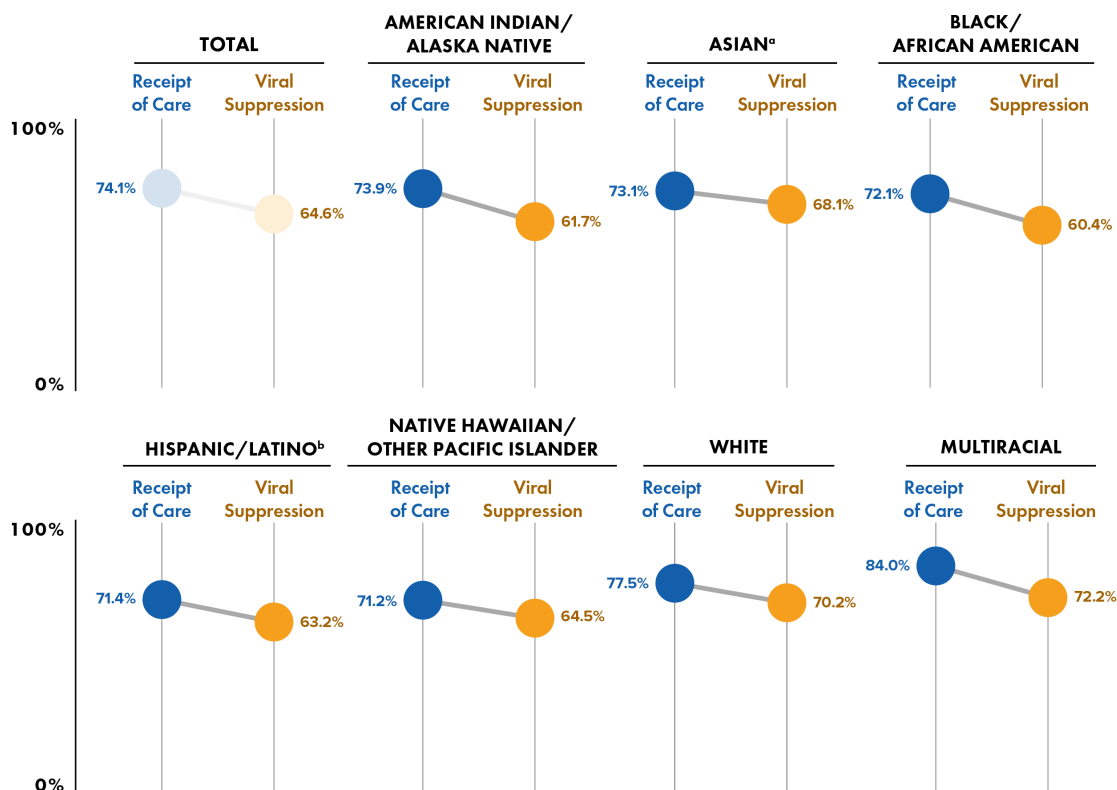 TOTAL
AMERICAN INDIAN/
ALASKA NATIVE
ASIANᵃ
BLACK/
AFRICAN AMERICAN
Receipt
of Care
Viral
Suppression
Receipt
of Care
Viral
Suppression
Receipt
of Care
Viral
Suppression
Receipt
of Care
Viral
Suppression
100%
74.1%
64.6%
73.9%
61.7%
73.1%
68.1%
72.1%
60.4%
0%
HISPANIC/LATINOᵇ
NATIVE HAWAIIAN/
OTHER PACIFIC ISLANDER
WHITE
MULTIRACIAL
Receipt
of Care
Viral
Suppression
Receipt
of Care
Viral
Suppression
Receipt
of Care
Viral
Suppression
Receipt
of Care
Viral
Suppression
100%
71.4%
63.2%
71.2%
64.5%
77.5%
70.2%
84.0%
72.2%
0%